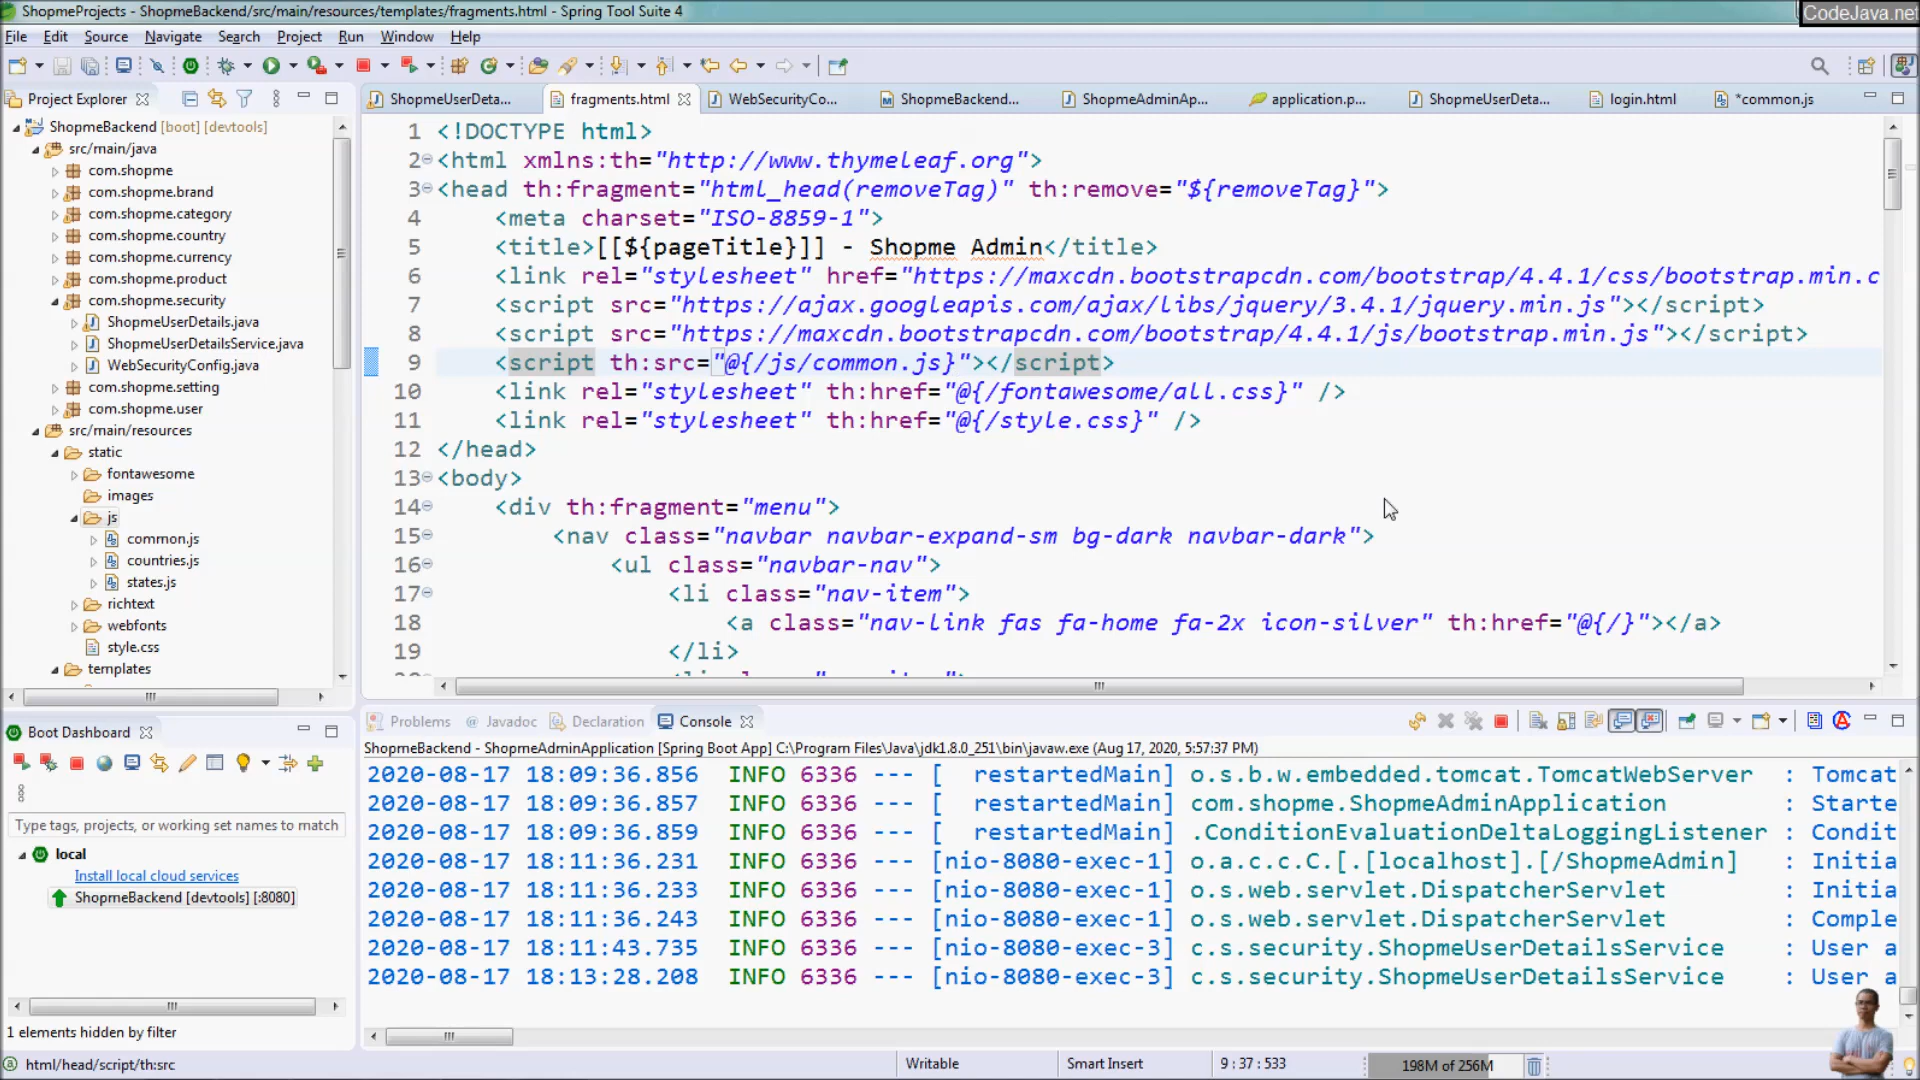 ShopmeProjects - ShopmeBackend/src/main/resources/templates/fragments.html - Spring Tool Suite 4
CodeJava.net
File Edit Source Navigate Search Project Run Window Help
Project Explorer
ShopmeBackend [boot] [devtools]
src/main/java
com.shopme
com.shopme.brand
com.shopme.category
com.shopme.country
com.shopme.currency
com.shopme.product
com.shopme.security
ShopmeUserDetails.java
ShopmeUserDetailsService.java
WebSecurityConfig.java
com.shopme.setting
com.shopme.user
src/main/resources
static
fontawesome
images
js
common.js
countries.js
states.js
richtext
webfonts
style.css
templates
ShopmeUserDeta... fragments.html WebSecurityCo... ShopmeBackend... ShopmeAdminAp... application.p... ShopmeUserDeta... login.html *common.js
1 <!DOCTYPE html>
2 <html xmlns:th="http://www.thymeleaf.org">
3 <head th:fragment="html_head(removeTag)" th:remove="${removeTag}">
4 <meta charset="ISO-8859-1">
5 <title>[[${pageTitle}]] - Shopme Admin</title>
6 <link rel="stylesheet" href="https://maxcdn.bootstrapcdn.com/bootstrap/4.4.1/css/bootstrap.min.c
7 <script src="https://ajax.googleapis.com/ajax/libs/jquery/3.4.1/jquery.min.js"></script>
8 <script src="https://maxcdn.bootstrapcdn.com/bootstrap/4.4.1/js/bootstrap.min.js"></script>
9 <script th:src="@{/js/common.js}"></script>
10 <link rel="stylesheet" th:href="@{/fontawesome/all.css}" />
11 <link rel="stylesheet" th:href="@{/style.css}" />
12 </head>
13 <body>
14 <div th:fragment="menu">
15 <nav class="navbar navbar-expand-sm bg-dark navbar-dark">
16 <ul class="navbar-nav">
17 <li class="nav-item">
18 <a class="nav-link fas fa-home fa-2x icon-silver" th:href="@{/}"></a>
19 </li>
Boot Dashboard
Type tags, projects, or working set names to match
local
Install local cloud services
ShopmeBackend [devtools] [:8080]
1 elements hidden by filter
Problems Javadoc Declaration Console
ShopmeBackend - ShopmeAdminApplication [Spring Boot App] C:\Program Files\Java\jdk1.8.0_251\bin\javaw.exe (Aug 17, 2020, 5:57:37 PM)
2020-08-17 18:09:36.856 INFO 6336 --- [ restartedMain] o.s.b.w.embedded.tomcat.TomcatWebServer : Tomcat
2020-08-17 18:09:36.857 INFO 6336 --- [ restartedMain] com.shopme.ShopmeAdminApplication : Starte
2020-08-17 18:09:36.859 INFO 6336 --- [ restartedMain] .ConditionEvaluationDeltaLoggingListener : Condit
2020-08-17 18:11:36.231 INFO 6336 --- [nio-8080-exec-1] o.a.c.c.C.[.[localhost].[/ShopmeAdmin] : Initia
2020-08-17 18:11:36.233 INFO 6336 --- [nio-8080-exec-1] o.s.web.servlet.DispatcherServlet : Initia
2020-08-17 18:11:36.243 INFO 6336 --- [nio-8080-exec-1] o.s.web.servlet.DispatcherServlet : Comple
2020-08-17 18:11:43.735 INFO 6336 --- [nio-8080-exec-3] c.s.security.ShopmeUserDetailsService : User a
2020-08-17 18:13:28.208 INFO 6336 --- [nio-8080-exec-3] c.s.security.ShopmeUserDetailsService : User a
html/head/script/th:src Writable Smart Insert 9 : 37 : 533 198M of 256M